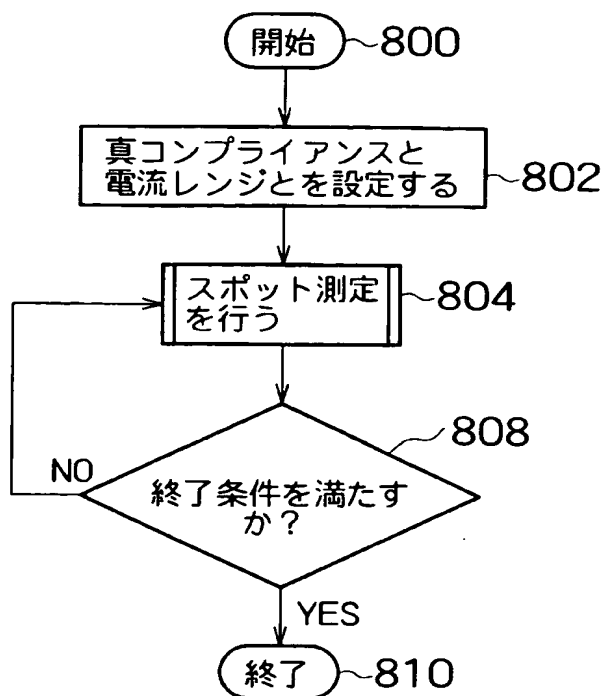 開始
800
真コンプライアンスと
電流レンジとを設定する
802
スポット測定
を行う
804
808
NO
終了条件を満たす
か?
YES
終了
810